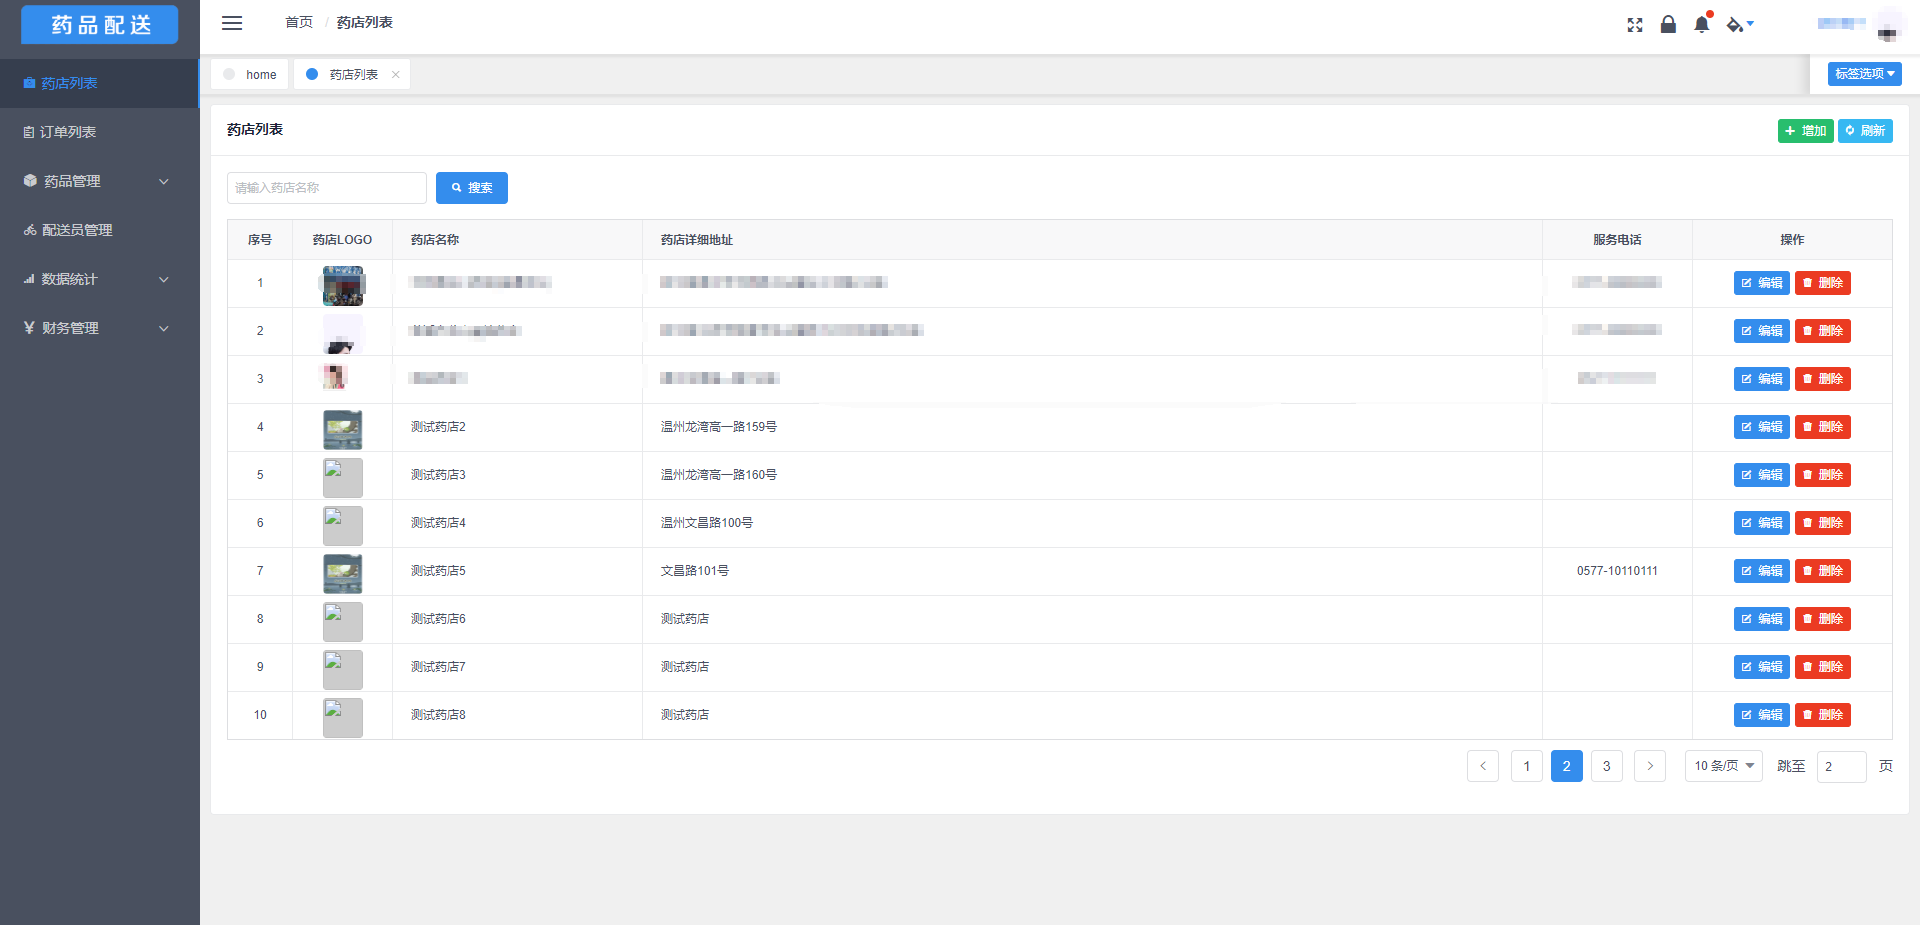 药品配送
首页 / 药店列表
home
药店列表
标签选项
药店列表
订单列表
药品管理
配送员管理
数据统计
财务管理
药店列表
增加
刷新
请输入药店名称
搜索
序号 药店LOGO 药店名称 药店详细地址 服务电话 操作
1 编辑 删除
2 编辑 删除
3 编辑 删除
4 测试药店2 温州龙湾高一路159号 编辑 删除
5 测试药店3 温州龙湾高一路160号 编辑 删除
6 测试药店4 温州文昌路100号 编辑 删除
7 测试药店5 文昌路101号 0577-10110111 编辑 删除
8 测试药店6 测试药店 编辑 删除
9 测试药店7 测试药店 编辑 删除
10 测试药店8 测试药店 编辑 删除
1 2 3 10 条/页 跳至 2 页